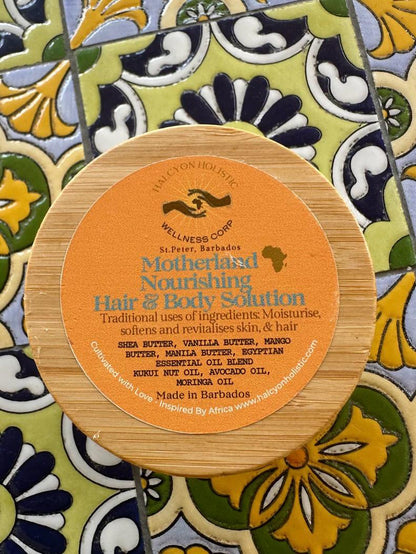 HALCYON HOLISTIC
WELLNESS CORP
St.Peter, Barbados
Motherland
Nourishing
Hair & Body Solution
Traditional uses of ingredients: Moisturise,
softens and revitalises skin, & hair
SHEA BUTTER, VANILLA BUTTER, MANGO
BUTTER, MANILA BUTTER, EGYPTIAN
ESSENTIAL OIL BLEND
KUKUI NUT OIL, AVOCADO OIL,
MORINGA OIL
Made in Barbados
Cultivated with Love - Inspired By Africa www.halcyonholistic.com